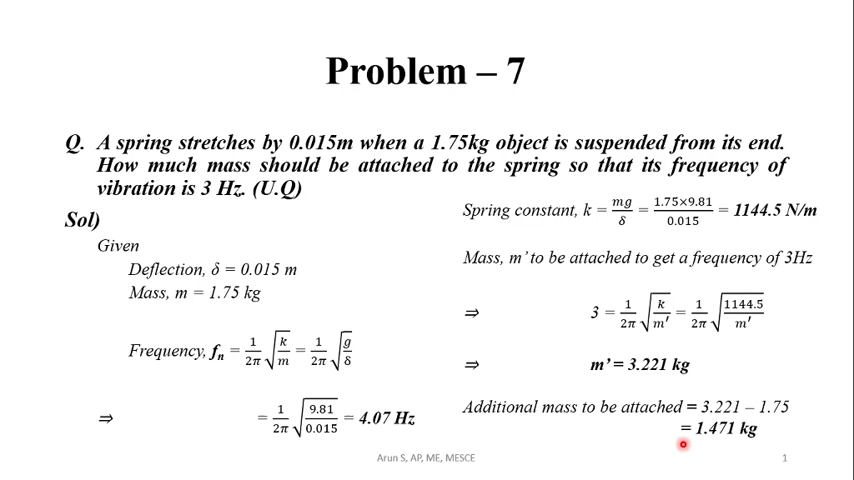 Problem – 7
Q. A spring stretches by 0.015m when a 1.75kg object is suspended from its end.
How much mass should be attached to the spring so that its frequency of
vibration is 3 Hz. (U.Q)
Sol)
Given
Deflection, δ = 0.015 m
Mass, m = 1.75 kg
Frequency, fₙ = 1/2π √(k/m) = 1/2π √(g/δ)
⇒ = 1/2π √(9.81/0.015) = 4.07 Hz
Spring constant, k = mg/δ = 1.75×9.81/0.015 = 1144.5 N/m
Mass, m’ to be attached to get a frequency of 3Hz
⇒ 3 = 1/2π √(k/m′) = 1/2π √(1144.5/m′)
⇒ m’ = 3.221 kg
Additional mass to be attached = 3.221 – 1.75
= 1.471 kg
Arun S, AP, ME, MESCE
1